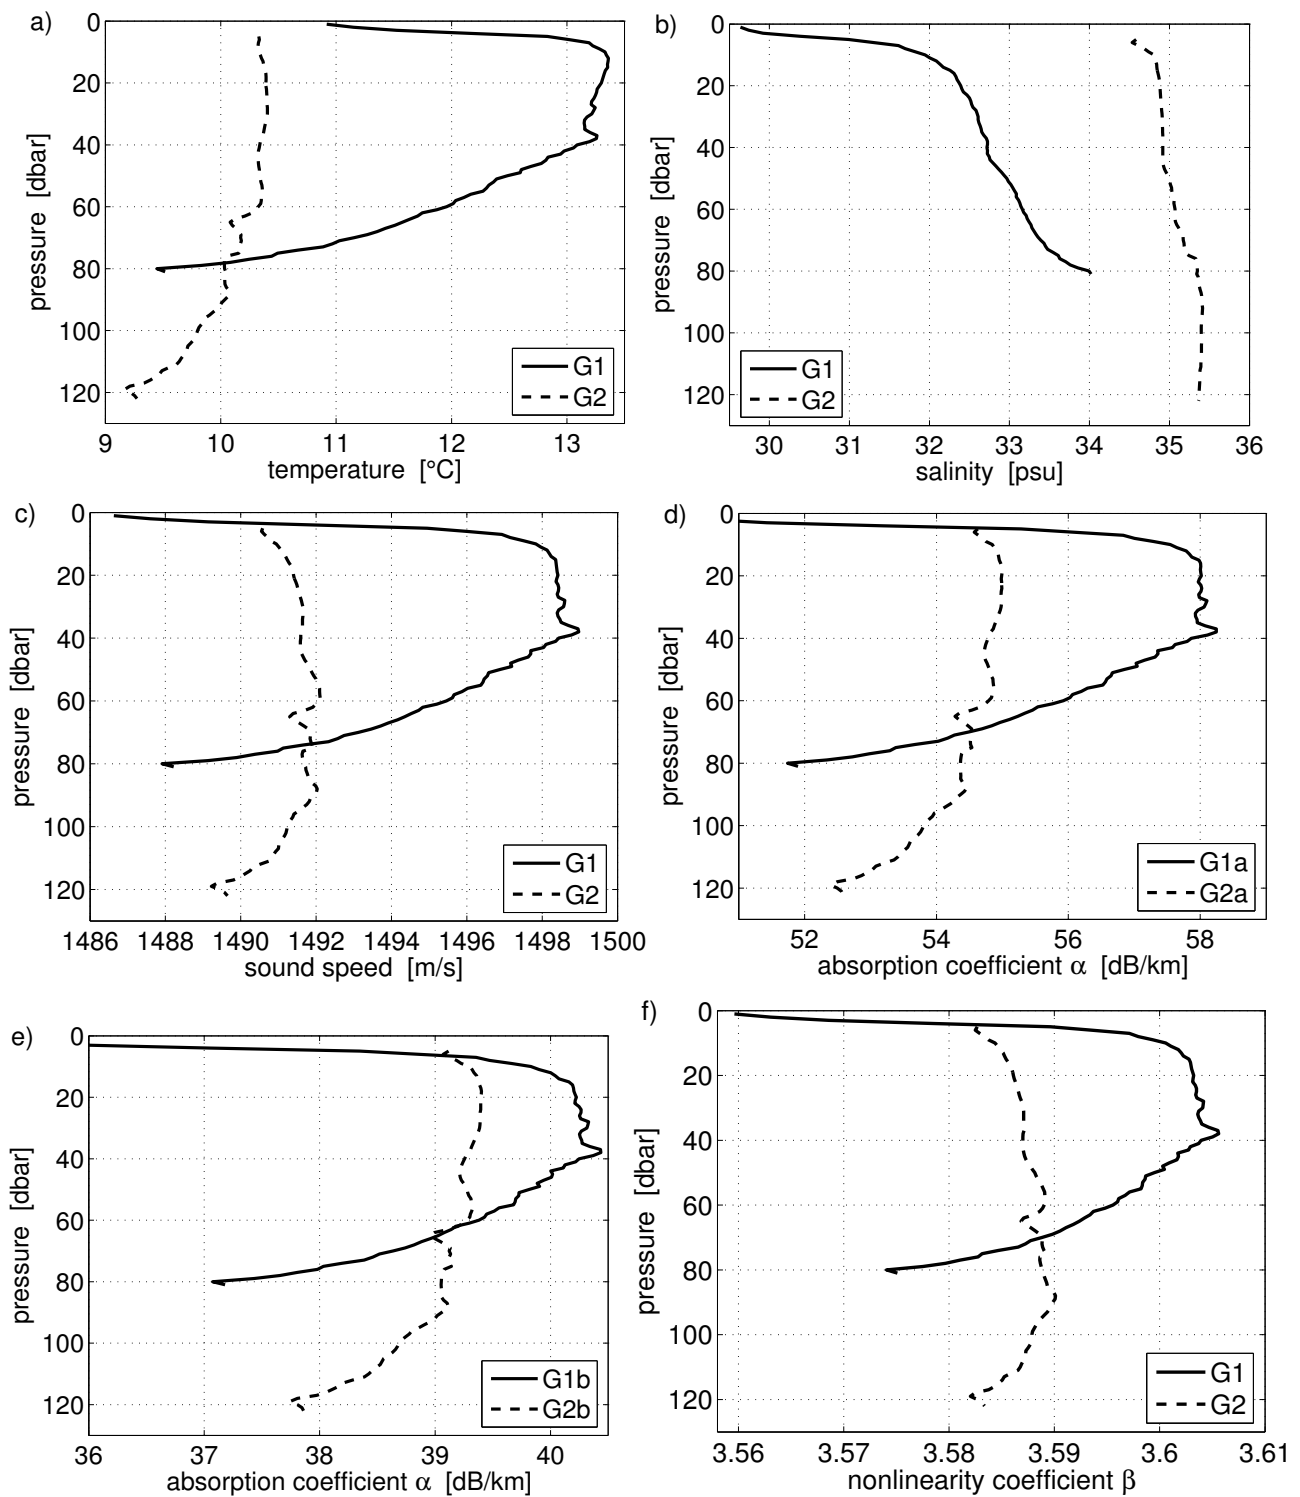 a)
0
20
40
60
80
100
120
pressure [dbar]
9 10 11 12 13
temperature [°C]
G1
G2
b)
0
20
40
60
80
100
120
pressure [dbar]
30 31 32 33 34 35 36
salinity [psu]
G1
G2
c)
0
20
40
60
80
100
120
pressure [dbar]
1486 1488 1490 1492 1494 1496 1498 1500
sound speed [m/s]
G1
G2
d)
0
20
40
60
80
100
120
pressure [dbar]
52 54 56 58
absorption coefficient α [dB/km]
G1a
G2a
e)
0
20
40
60
80
100
120
pressure [dbar]
36 37 38 39 40
absorption coefficient α [dB/km]
G1b
G2b
f)
0
20
40
60
80
100
120
pressure [dbar]
3.56 3.57 3.58 3.59 3.6 3.61
nonlinearity coefficient β
G1
G2